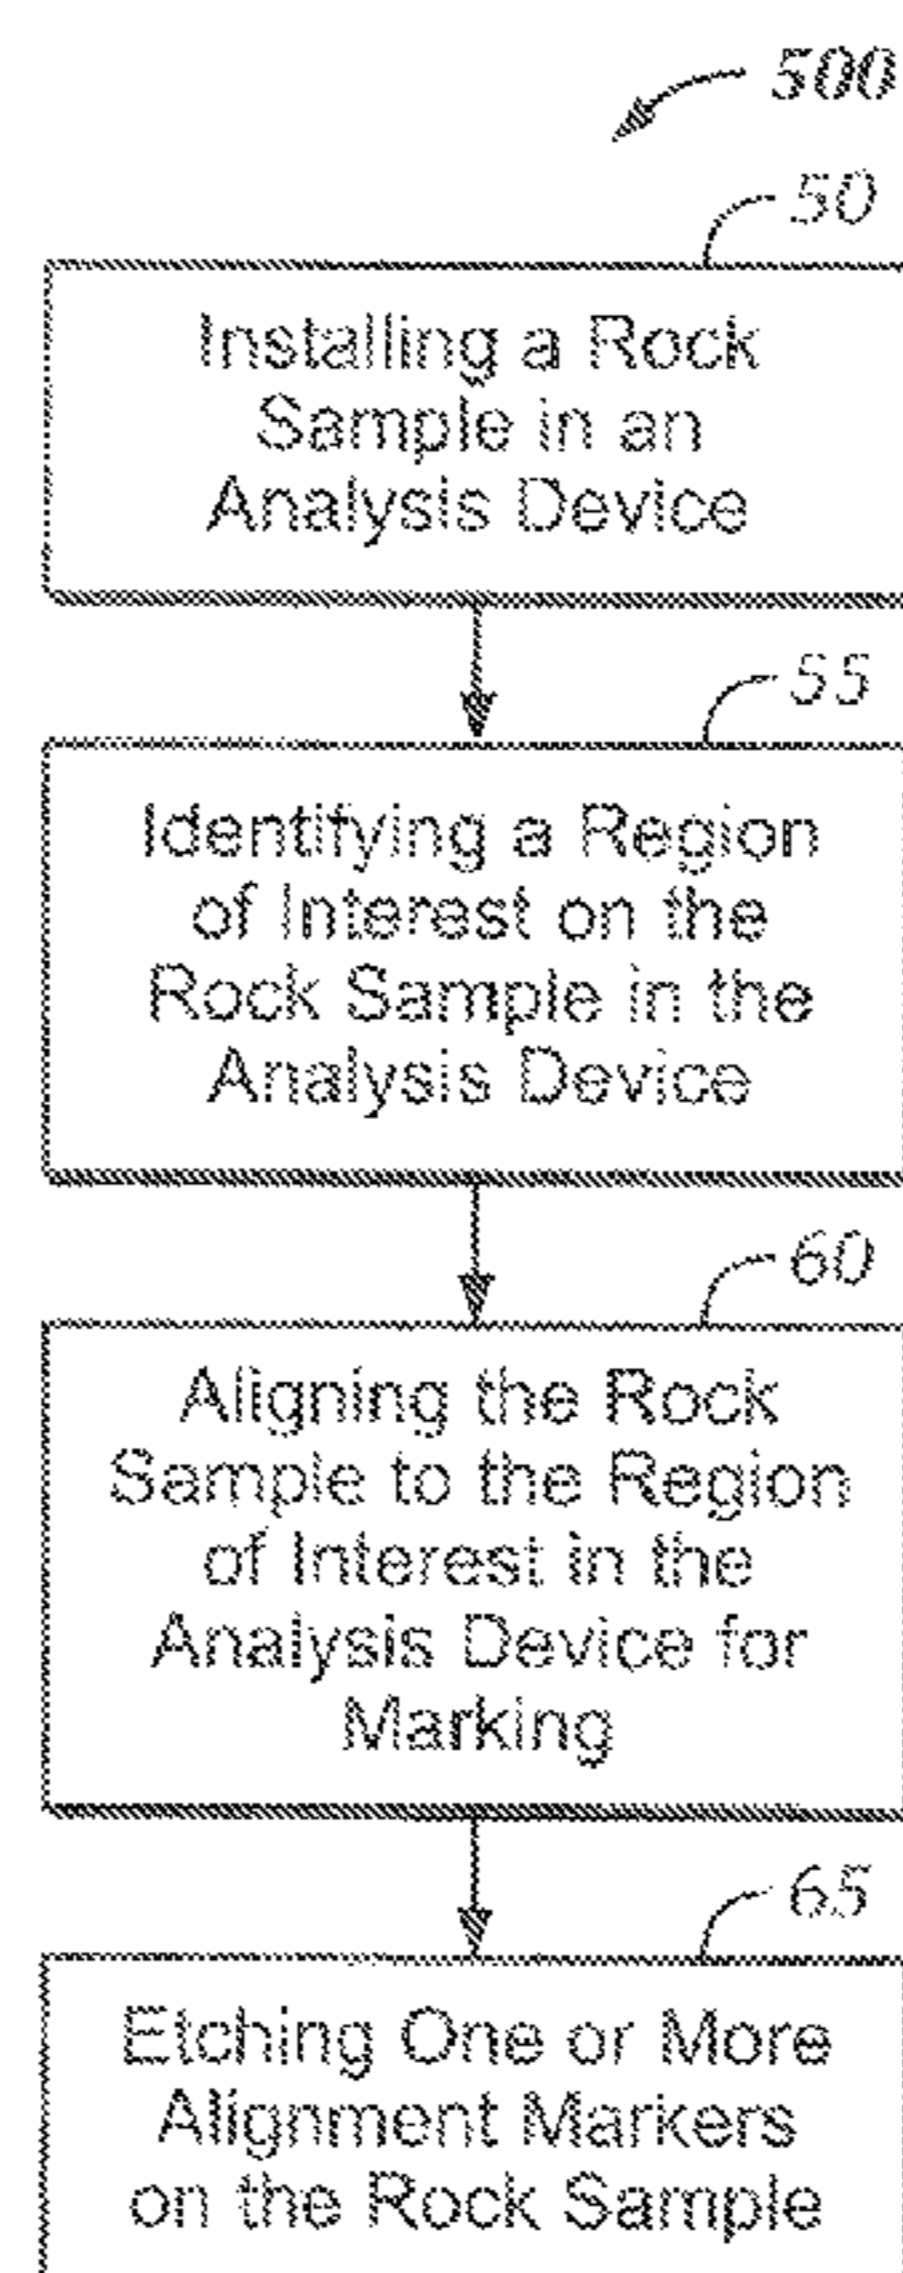 500
50
Installing a Rock
Sample in an
Analysis Device
55
Identifying a Region
of Interest on the
Rock Sample in the
Analysis Device
60
Aligning the Rock
Sample to the Region
of Interest in the
Analysis Device for
Marking
65
Etching One or More
Alignment Markers
on the Rock Sample